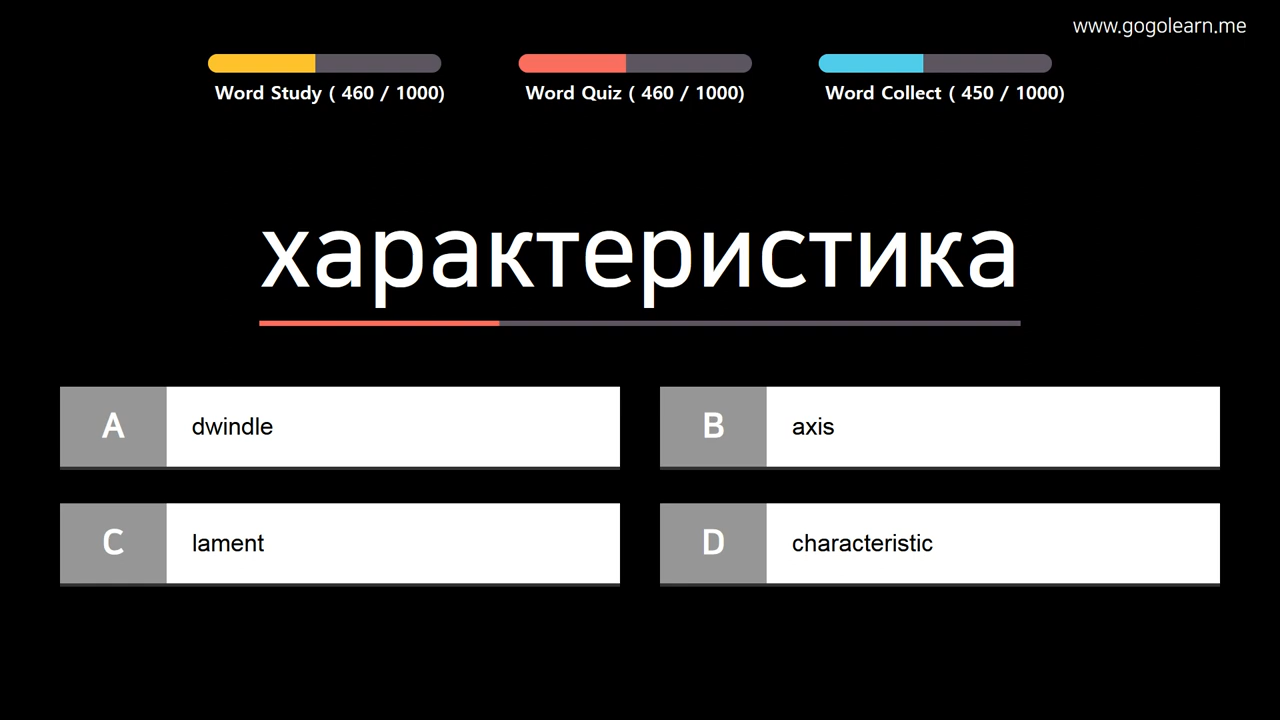 www.gogolearn.me
Word Study ( 460 / 1000)
Word Quiz ( 460 / 1000)
Word Collect ( 450 / 1000)
характеристика
A dwindle
B axis
C lament
D characteristic